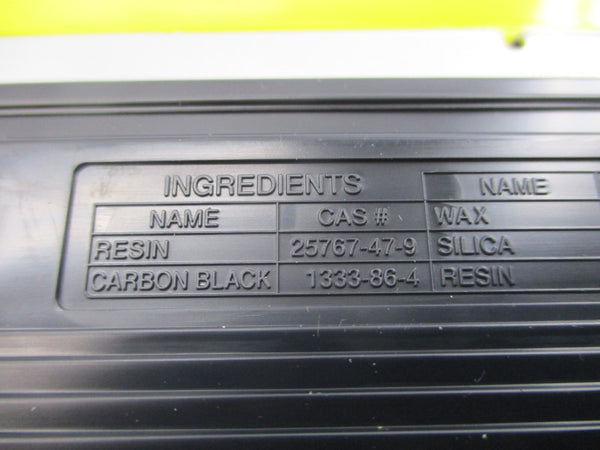 INGREDIENTS NAME
NAME CAS # WAX
RESIN 25767-47-9 SILICA
CARBON BLACK 1333-86-4 RESIN